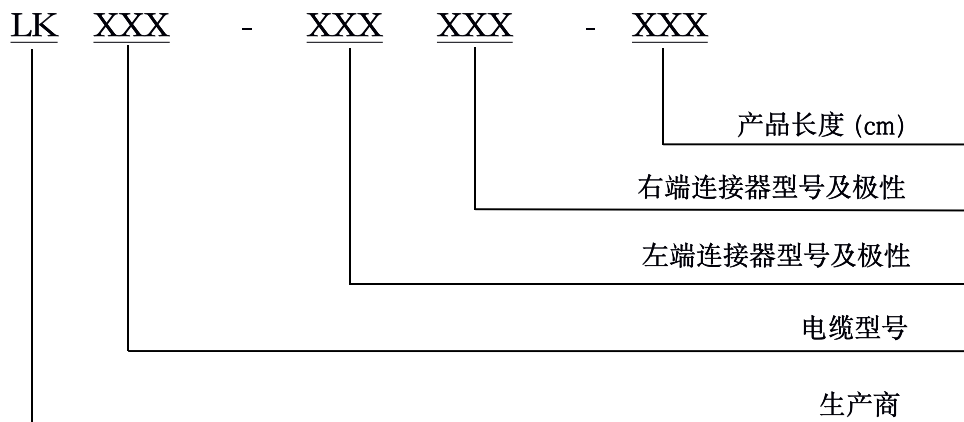 LK XXX - XXX XXX - XXX
产品长度 (cm)
右端连接器型号及极性
左端连接器型号及极性
电缆型号
生产商